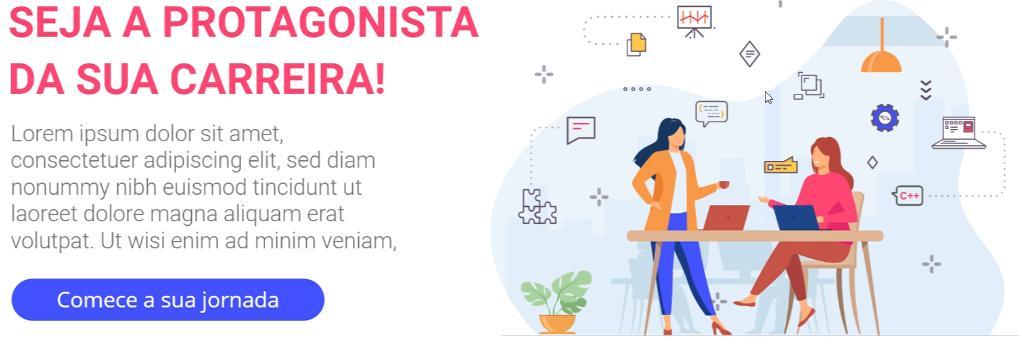 SEJA A PROTAGONISTA
DA SUA CARREIRA!
Lorem ipsum dolor sit amet,
consectetuer adipiscing elit, sed diam
nonummy nibh euismod tincidunt ut
laoreet dolore magna aliquam erat
volutpat. Ut wisi enim ad minim veniam,
Comece a sua jornada
C++